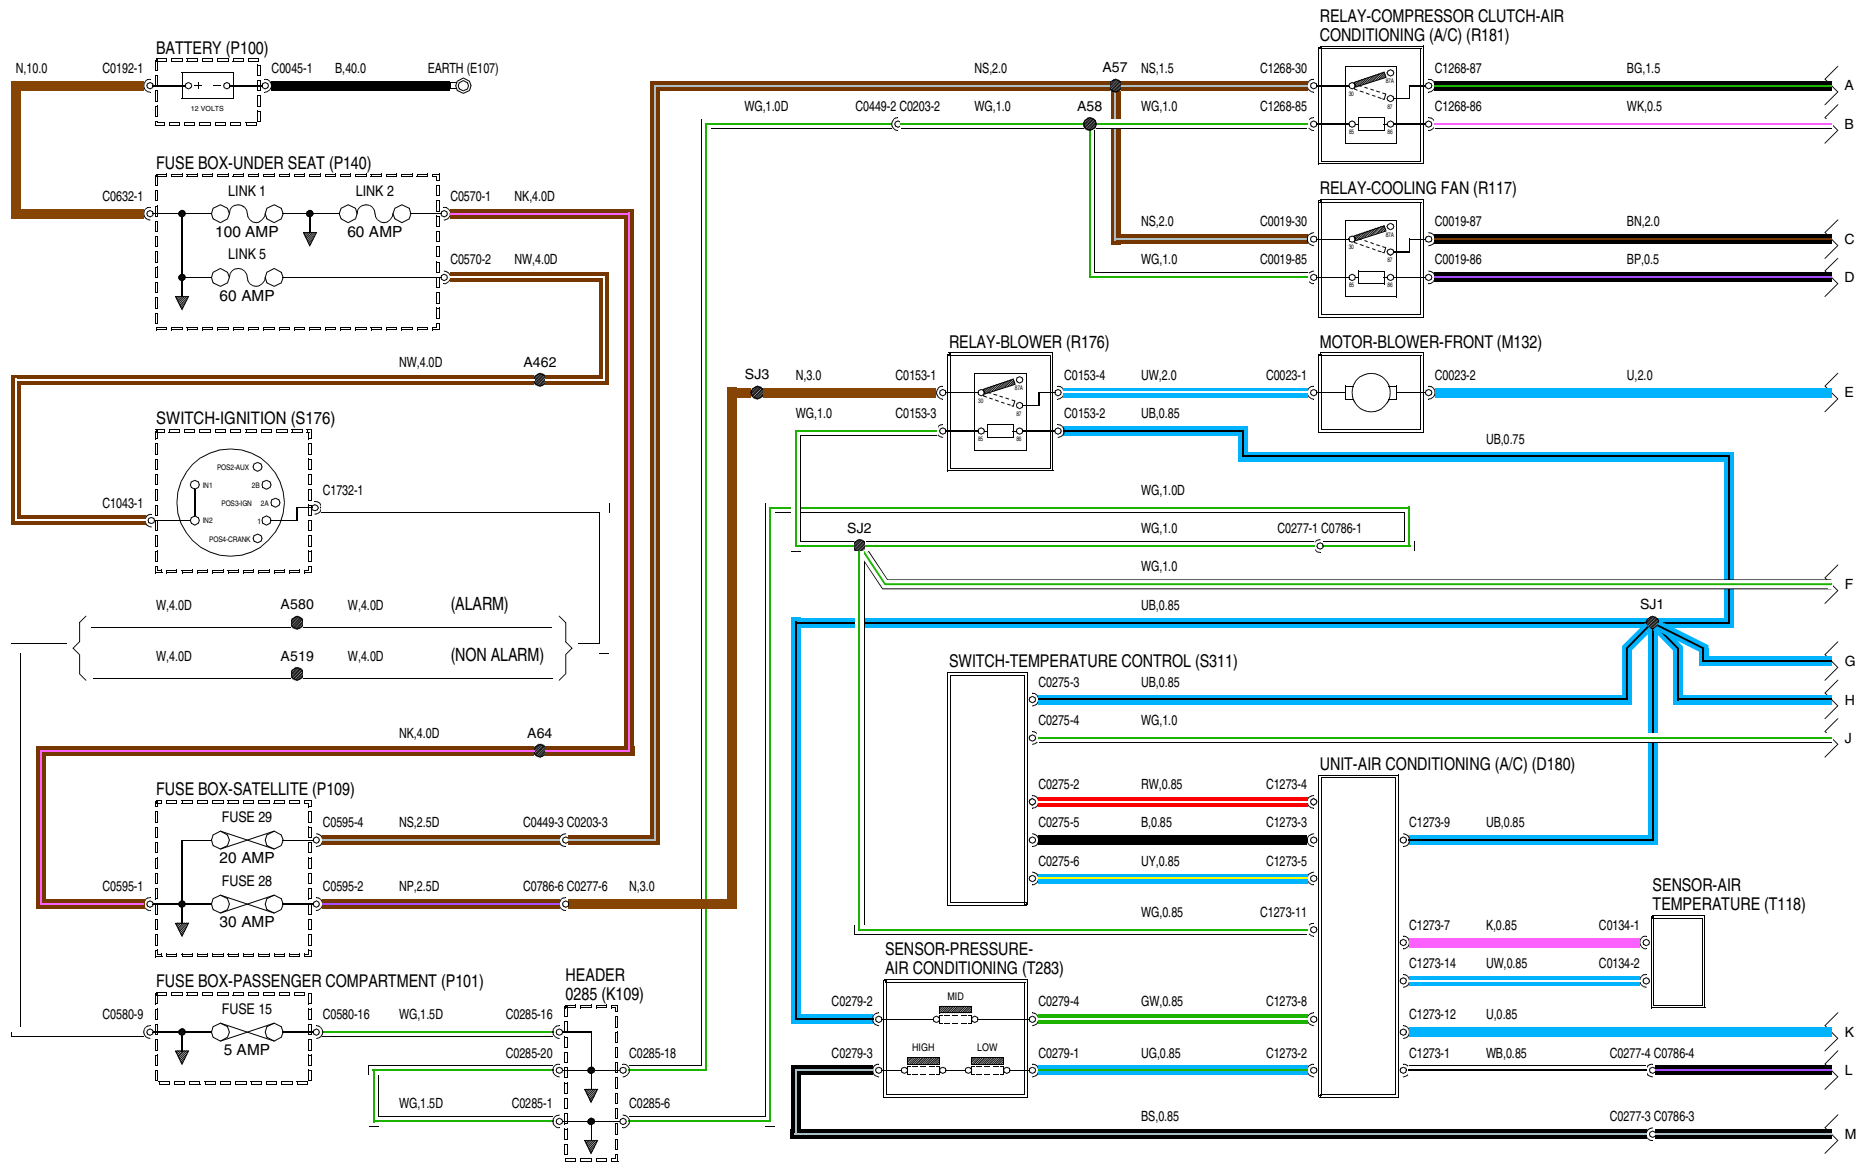 RELAY-COMPRESSOR CLUTCH-AIR
CONDITIONING (A/C) (R181)
BATTERY (P100)
N,10.0
C0192-1
C0045-1
B,40.0
EARTH (E107)
+ −
12 VOLTS
NS,2.0
A57
NS,1.5
C1268-30
87A
30
87
C1268-87
BG,1.5
A
WG,1.0D
C0449-2 C0203-2
WG,1.0
A58
WG,1.0
C1268-85
85
86
C1268-86
WK,0.5
B
FUSE BOX-UNDER SEAT (P140)
C0632-1
LINK 1
100 AMP
LINK 2
60 AMP
C0570-1
NK,4.0D
LINK 5
60 AMP
C0570-2
NW,4.0D
RELAY-COOLING FAN (R117)
NS,2.0
C0019-30
87A
30
87
C0019-87
BN,2.0
C
WG,1.0
C0019-85
85
86
C0019-86
BP,0.5
D
NW,4.0D
A462
RELAY-BLOWER (R176)
MOTOR-BLOWER-FRONT (M132)
SJ3
N,3.0
C0153-1
87A
30
87
C0153-4
UW,2.0
C0023-1
C0023-2
U,2.0
E
WG,1.0
C0153-3
85
86
C0153-2
UB,0.85
UB,0.75
SWITCH-IGNITION (S176)
C1043-1
POS2-AUX
IN1
2B
POS3-IGN
2A
IN2
1
POS4-CRANK
C1732-1
WG,1.0D
SJ2
WG,1.0
C0277-1 C0786-1
WG,1.0
F
W,4.0D
A580
W,4.0D
(ALARM)
W,4.0D
A519
W,4.0D
(NON ALARM)
UB,0.85
SJ1
G
H
SWITCH-TEMPERATURE CONTROL (S311)
C0275-3
UB,0.85
C0275-4
WG,1.0
J
NK,4.0D
A64
UNIT-AIR CONDITIONING (A/C) (D180)
C0275-2
RW,0.85
C1273-4
C0275-5
B,0.85
C1273-3
C0275-6
UY,0.85
C1273-5
WG,0.85
C1273-11
C1273-9
UB,0.85
FUSE BOX-SATELLITE (P109)
FUSE 29
20 AMP
C0595-4
NS,2.5D
C0449-3 C0203-3
C0595-1
FUSE 28
30 AMP
C0595-2
NP,2.5D
C0786-6 C0277-6
N,3.0
SENSOR-AIR
TEMPERATURE (T118)
C1273-7
K,0.85
C0134-1
C1273-14
UW,0.85
C0134-2
SENSOR-PRESSURE-
AIR CONDITIONING (T283)
C0279-2
MID
C0279-4
GW,0.85
C1273-8
C1273-12
U,0.85
K
C0279-3
HIGH
LOW
C0279-1
UG,0.85
C1273-2
C1273-1
WB,0.85
C0277-4 C0786-4
L
FUSE BOX-PASSENGER COMPARTMENT (P101)
C0580-9
FUSE 15
5 AMP
C0580-16
WG,1.5D
HEADER
0285 (K109)
C0285-16
C0285-20
C0285-18
WG,1.5D
C0285-1
C0285-6
BS,0.85
C0277-3 C0786-3
M